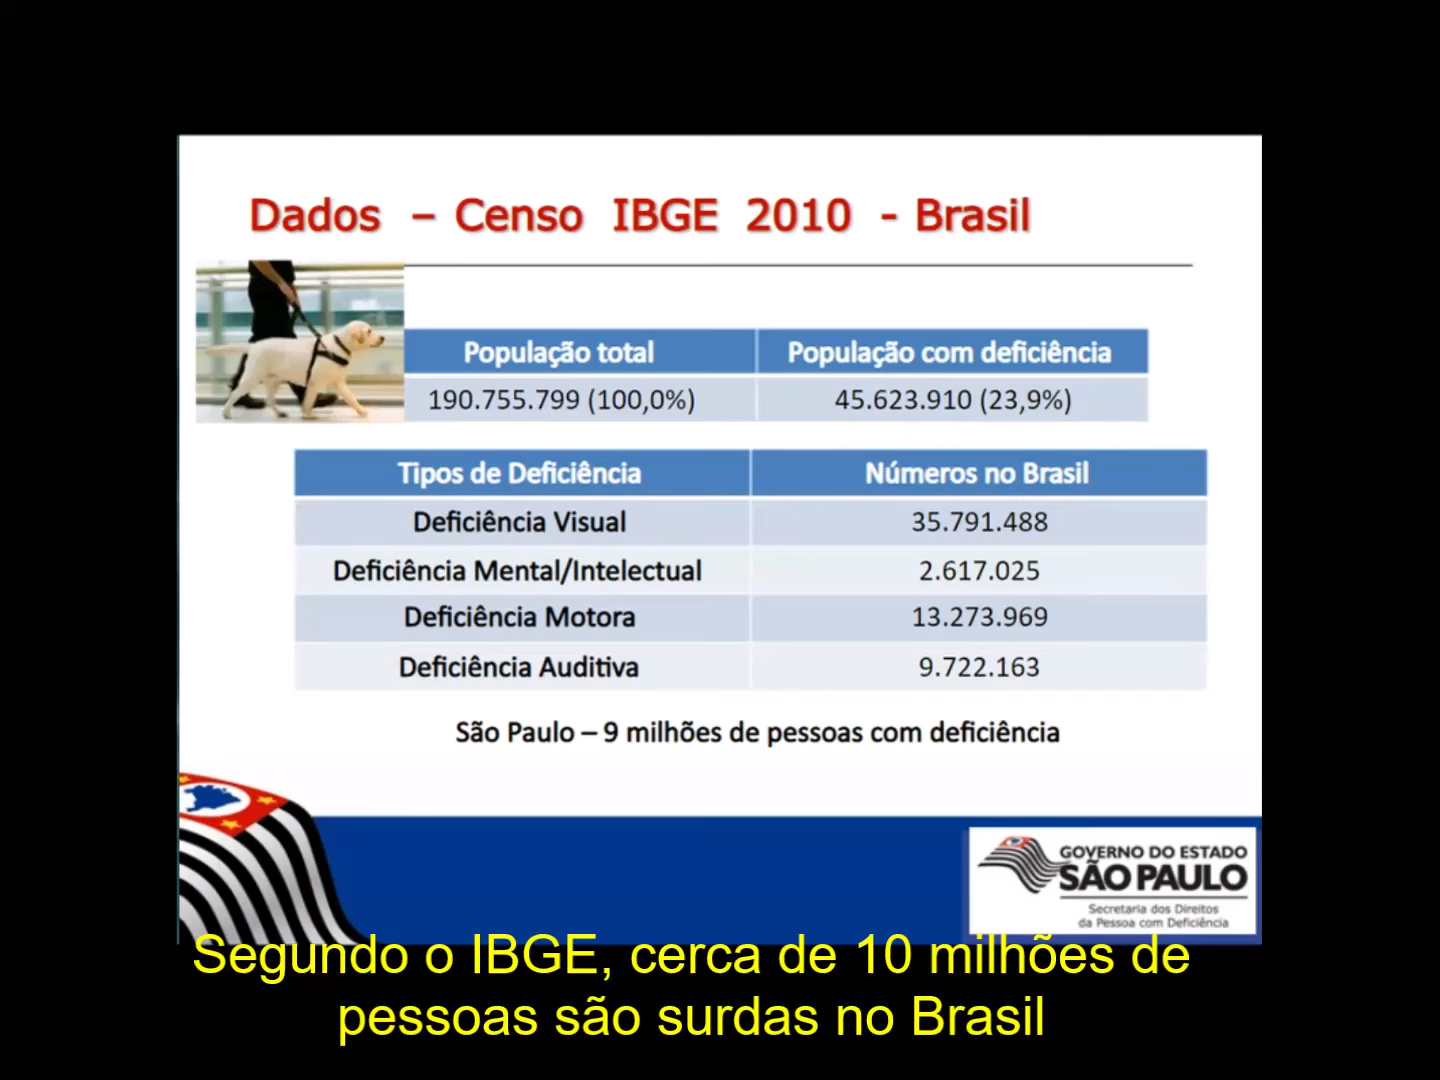 Dados – Censo IBGE 2010 - Brasil
População total População com deficiência
190.755.799 (100,0%) 45.623.910 (23,9%)
Tipos de Deficiência Números no Brasil
Deficiência Visual 35.791.488
Deficiência Mental/Intelectual 2.617.025
Deficiência Motora 13.273.969
Deficiência Auditiva 9.722.163
São Paulo – 9 milhões de pessoas com deficiência
GOVERNO DO ESTADO
SÃO PAULO
Secretaria dos Direitos
da Pessoa com Deficiência
Segundo o IBGE, cerca de 10 milhões de
pessoas são surdas no Brasil